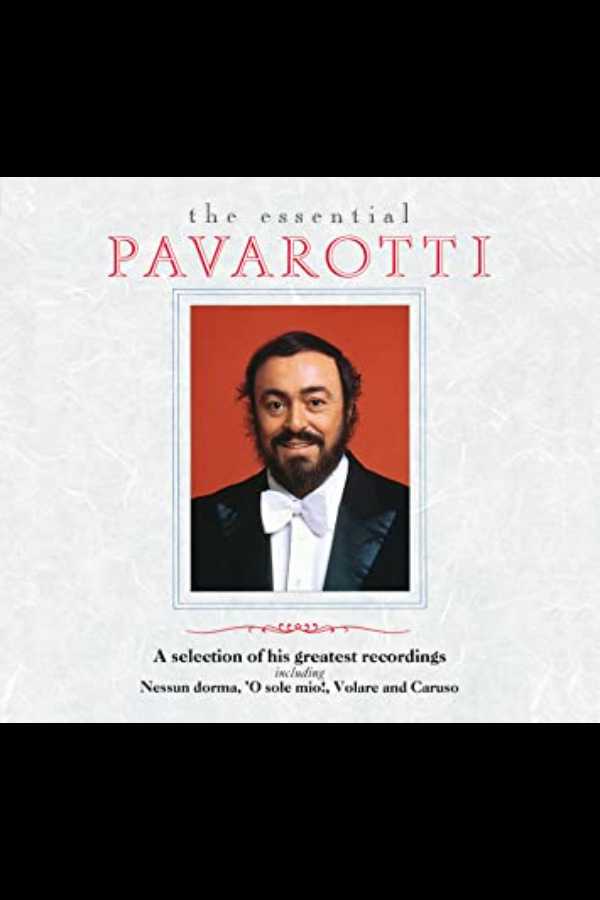 the essential
PAVAROTTI
A selection of his greatest recordings
including
Nessun dorma, 'O sole mio!, Volare and Caruso